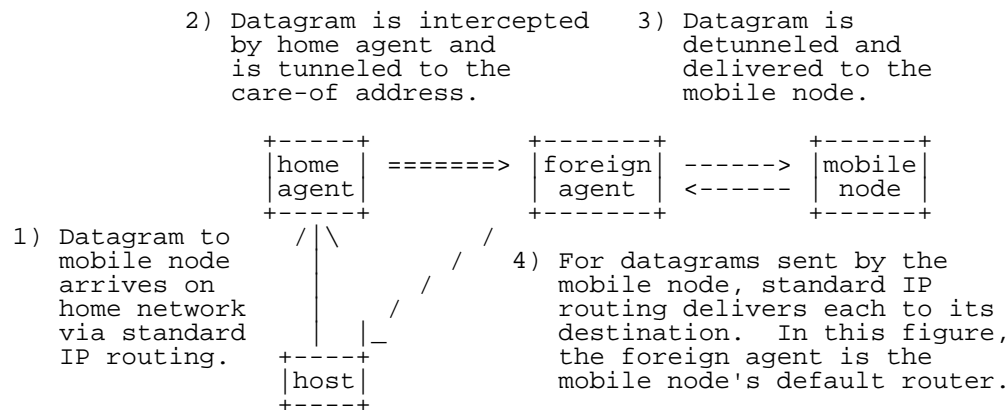 2) Datagram is intercepted
by home agent and
is tunneled to the
care-of address.
3) Datagram is
detunneled and
delivered to the
mobile node.
home
agent
foreign
agent
mobile
node
1) Datagram to
mobile node
arrives on
home network
via standard
IP routing.
4) For datagrams sent by the
mobile node, standard IP
routing delivers each to its
destination.  In this figure,
the foreign agent is the
mobile node's default router.
host